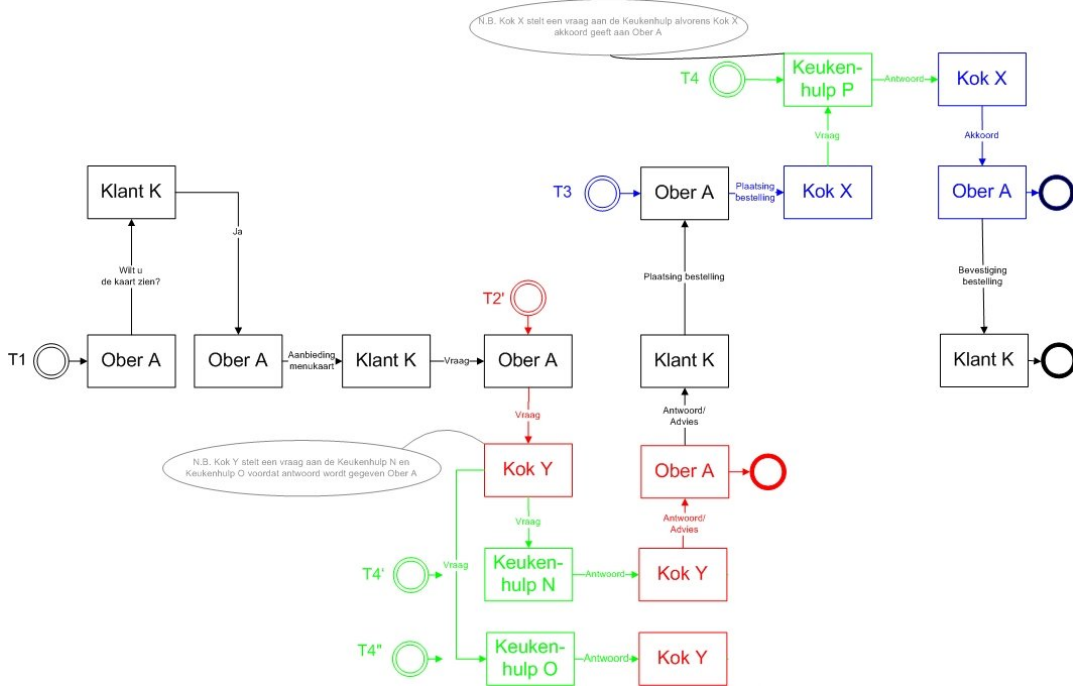 N.B. Kok X stelt een vraag aan de Keukenhulp alvorens Kok X
akkoord geeft aan Ober A
T4
Keuken-
hulp P
Antwoord
Kok X
Vraag
Akkoord
Klant K
T3
Ober A
Plaatsing
bestelling
Kok X
Ober A
Ja
Wilt u
de kaart zien?
Plaatsing bestelling
Bevestiging
bestelling
T2'
T1
Ober A
Ober A
Aanbieding
menukaart
Klant K
Vraag
Ober A
Klant K
Klant K
Vraag
Antwoord/
Advies
N.B. Kok Y stelt een vraag aan de Keukenhulp N en
Keukenhulp O voordat antwoord wordt gegeven Ober A
Kok Y
Ober A
Vraag
Antwoord/
Advies
T4'
Vraag
Keuken-
hulp N
Antwoord
Kok Y
T4"
Keuken-
hulp O
Antwoord
Kok Y